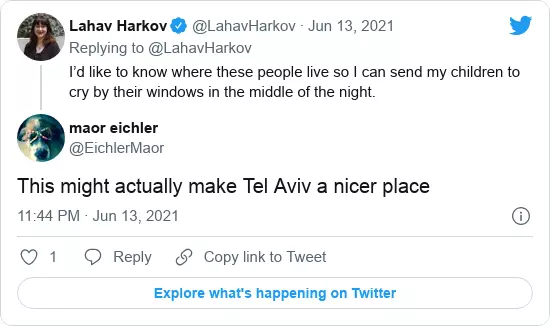 Lahav Harkov @LahavHarkov · Jun 13, 2021
Replying to @LahavHarkov
I’d like to know where these people live so I can send my children to
cry by their windows in the middle of the night.
maor eichler
@EichlerMaor
This might actually make Tel Aviv a nicer place
11:44 PM · Jun 13, 2021
1 Reply Copy link to Tweet
Explore what's happening on Twitter